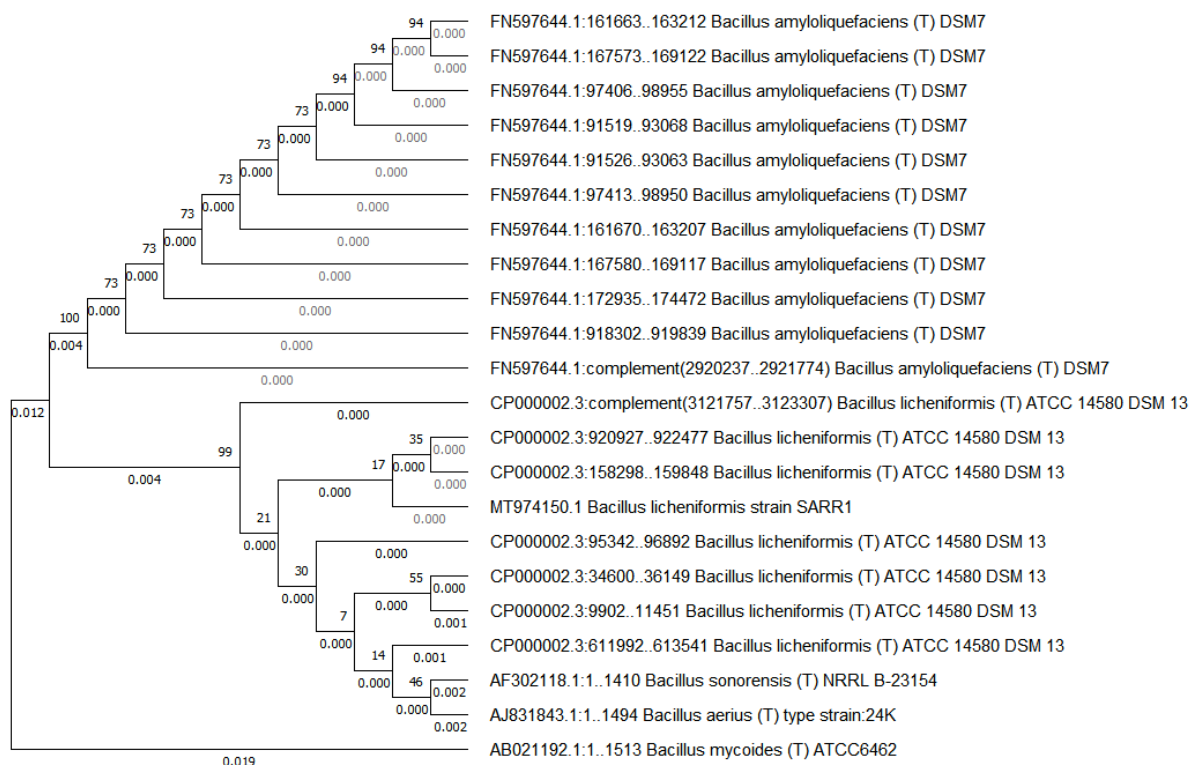 94
FN597644.1:161663..163212 Bacillus amyloliquefaciens (T) DSM7
0.000
94
0.000
FN597644.1:167573..169122 Bacillus amyloliquefaciens (T) DSM7
0.000
94
0.000
FN597644.1:97406..98955 Bacillus amyloliquefaciens (T) DSM7
0.000
73
0.000
FN597644.1:91519..93068 Bacillus amyloliquefaciens (T) DSM7
0.000
73
0.000
FN597644.1:91526..93063 Bacillus amyloliquefaciens (T) DSM7
0.000
73
0.000
FN597644.1:97413..98950 Bacillus amyloliquefaciens (T) DSM7
0.000
73
0.000
FN597644.1:161670..163207 Bacillus amyloliquefaciens (T) DSM7
0.000
73
0.000
FN597644.1:167580..169117 Bacillus amyloliquefaciens (T) DSM7
0.000
73
0.000
FN597644.1:172935..174472 Bacillus amyloliquefaciens (T) DSM7
0.000
100
0.000
FN597644.1:918302..919839 Bacillus amyloliquefaciens (T) DSM7
0.004
0.000
FN597644.1:complement(2920237..2921774) Bacillus amyloliquefaciens (T) DSM7
0.000
0.012
CP000002.3:complement(3121757..3123307) Bacillus licheniformis (T) ATCC 14580 DSM 13
0.000
35
CP000002.3:920927..922477 Bacillus licheniformis (T) ATCC 14580 DSM 13
0.000
99
17
0.000
CP000002.3:158298..159848 Bacillus licheniformis (T) ATCC 14580 DSM 13
0.004
0.000
0.000
MT974150.1 Bacillus licheniformis strain SARR1
21
0.000
0.000
CP000002.3:95342..96892 Bacillus licheniformis (T) ATCC 14580 DSM 13
0.000
30
55
CP000002.3:34600..36149 Bacillus licheniformis (T) ATCC 14580 DSM 13
0.000
0.000
0.000
7
CP000002.3:9902..11451 Bacillus licheniformis (T) ATCC 14580 DSM 13
0.001
0.000
CP000002.3:611992..613541 Bacillus licheniformis (T) ATCC 14580 DSM 13
14
0.001
0.000
46
AF302118.1:1..1410 Bacillus sonorensis (T) NRRL B-23154
0.002
0.000
AJ831843.1:1..1494 Bacillus aerius (T) type strain:24K
0.002
AB021192.1:1..1513 Bacillus mycoides (T) ATCC6462
0.019